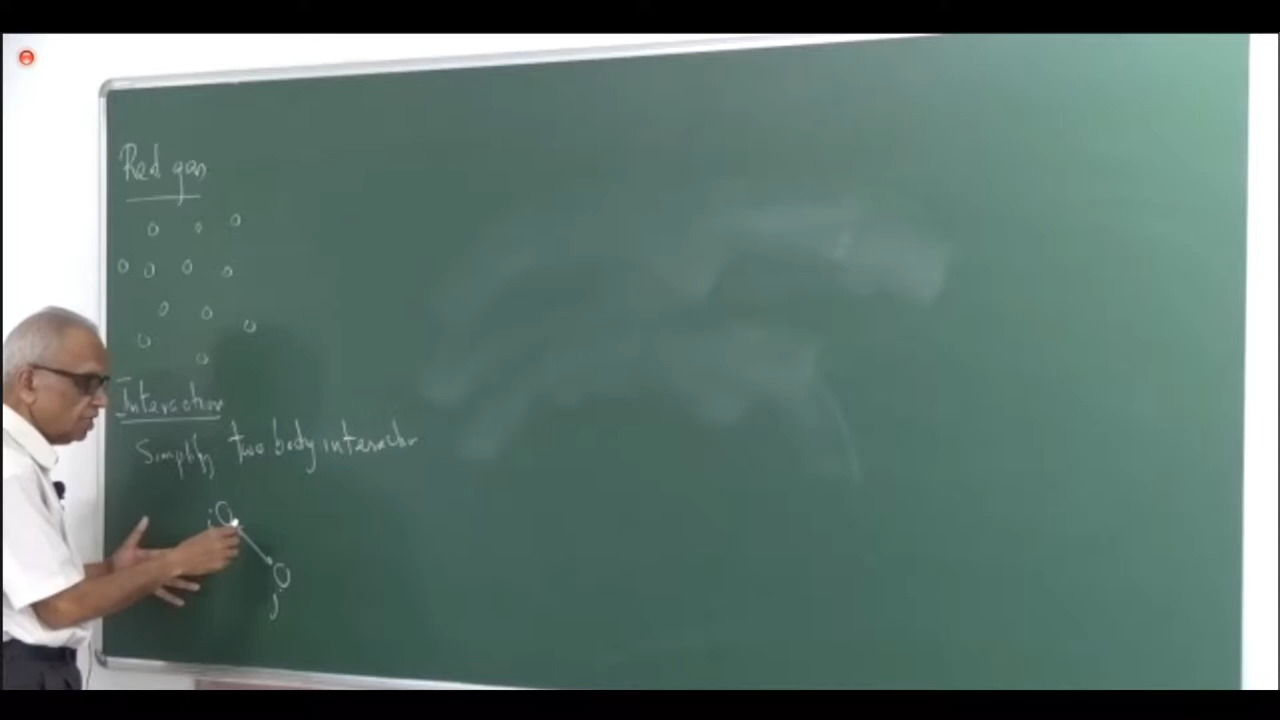 Real gas
Interaction
Simplify two body interaction
i
j